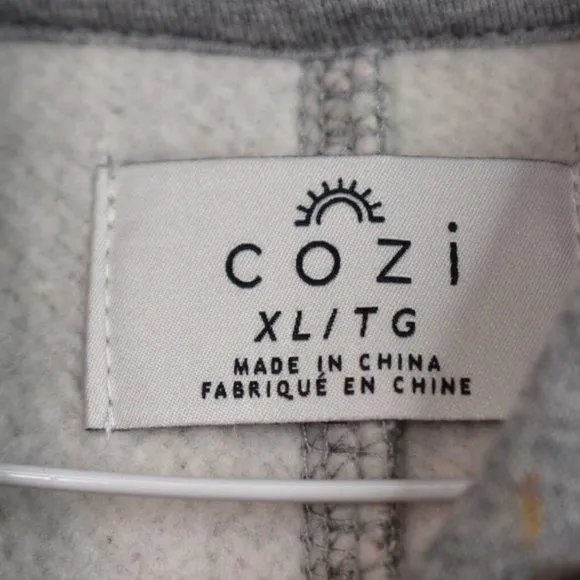 cozi
XL/TG
MADE IN CHINA
FABRIQUÉ EN CHINE